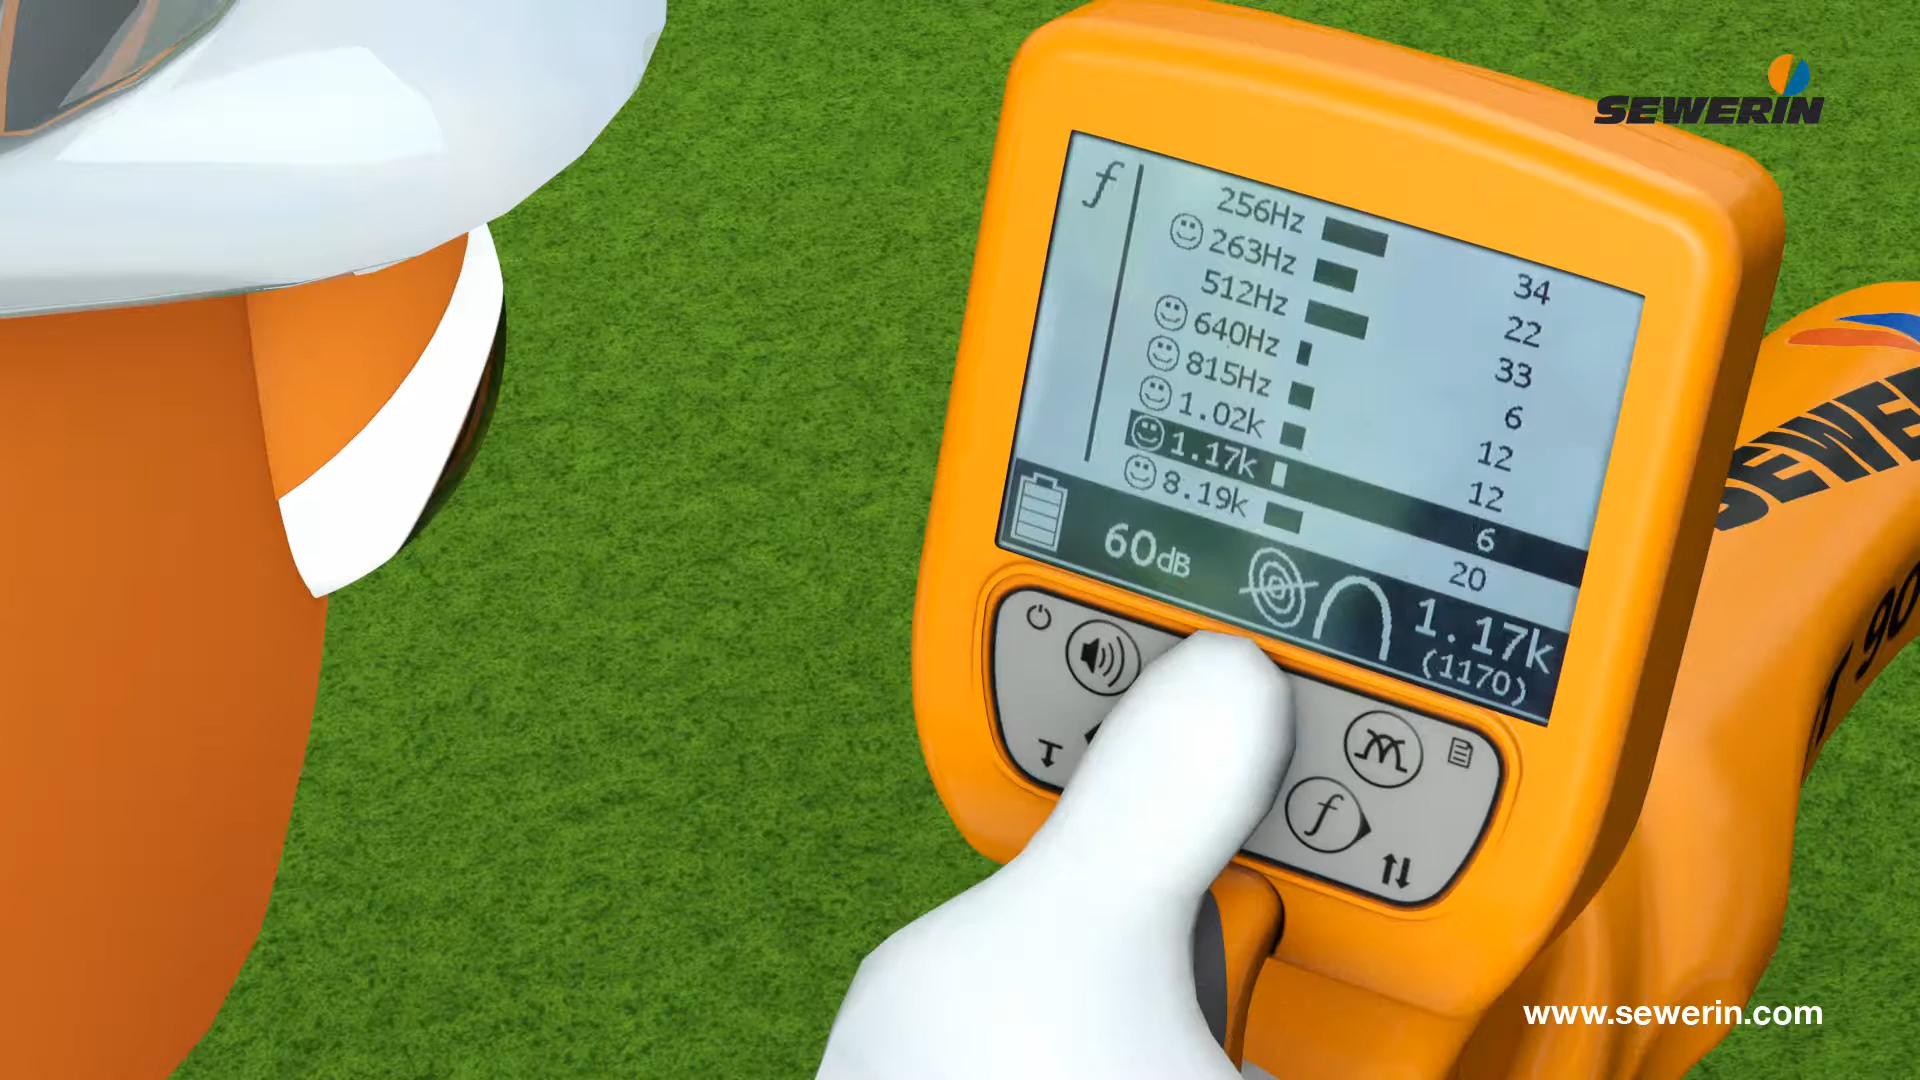 SEWERIN
f
256Hz 34
263Hz 22
512Hz 33
640Hz 6
815Hz 12
1.02k 12
1.17k 6
8.19k 20
60dB 1.17k
(1170)
f
www.sewerin.com